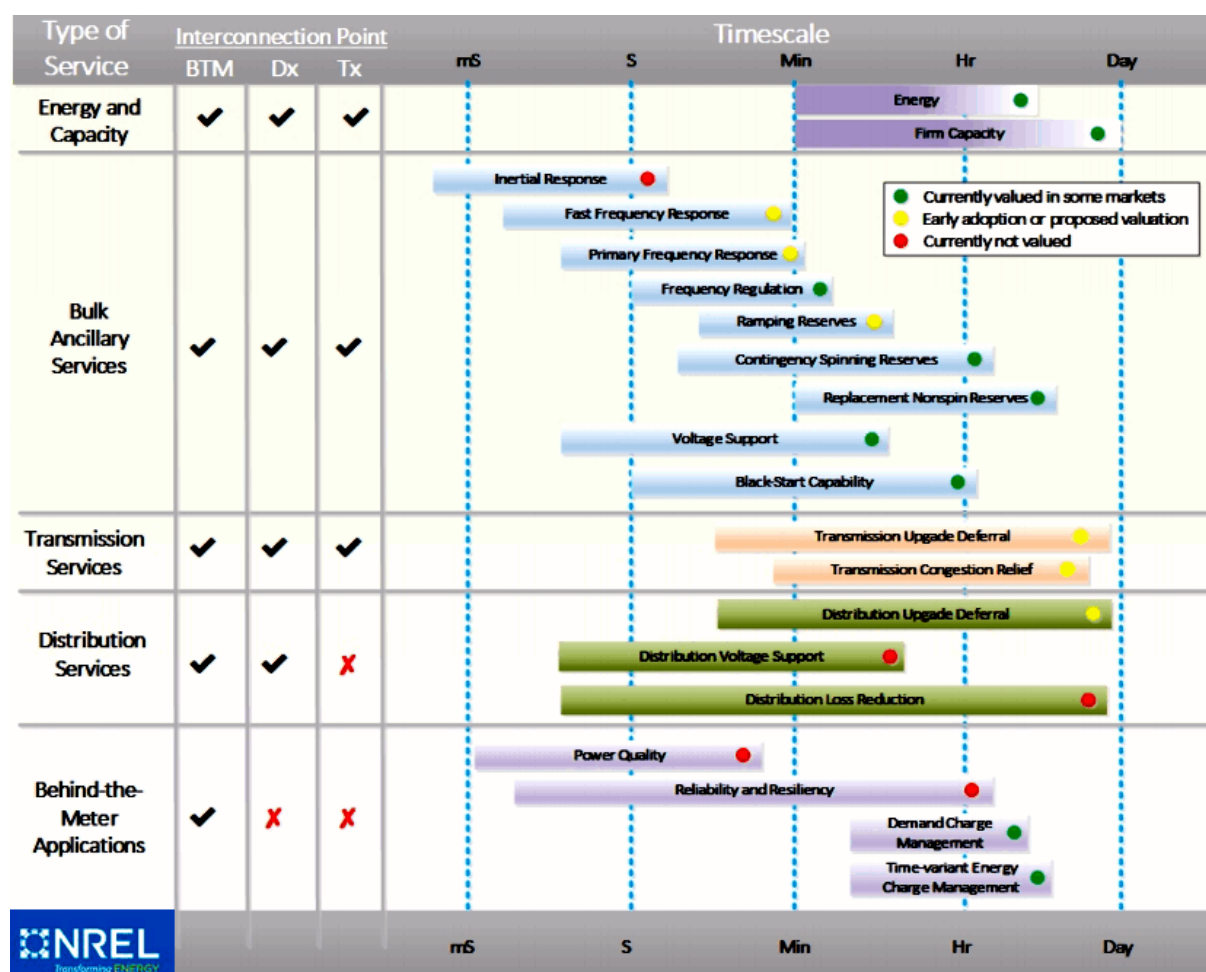 Type of Service
Interconnection Point
BTM Dx Tx
Timescale
mS S Min Hr Day
Energy and Capacity
Energy
Firm Capacity
Currently valued in some markets
Early adoption or proposed valuation
Currently not valued
Bulk Ancillary Services
Inertial Response
Fast Frequency Response
Primary Frequency Response
Frequency Regulation
Ramping Reserves
Contingency Spinning Reserves
Replacement Nonspin Reserves
Voltage Support
Black-Start Capability
Transmission Services
Transmission Upgade Deferral
Transmission Congestion Relief
Distribution Services
Distribution Upgade Deferral
Distribution Voltage Support
Distribution Loss Reduction
Behind-the-Meter Applications
Power Quality
Reliability and Resiliency
Demand Charge
Management
Time-variant Energy
Charge Management
NREL
Transforming ENERGY
mS S Min Hr Day